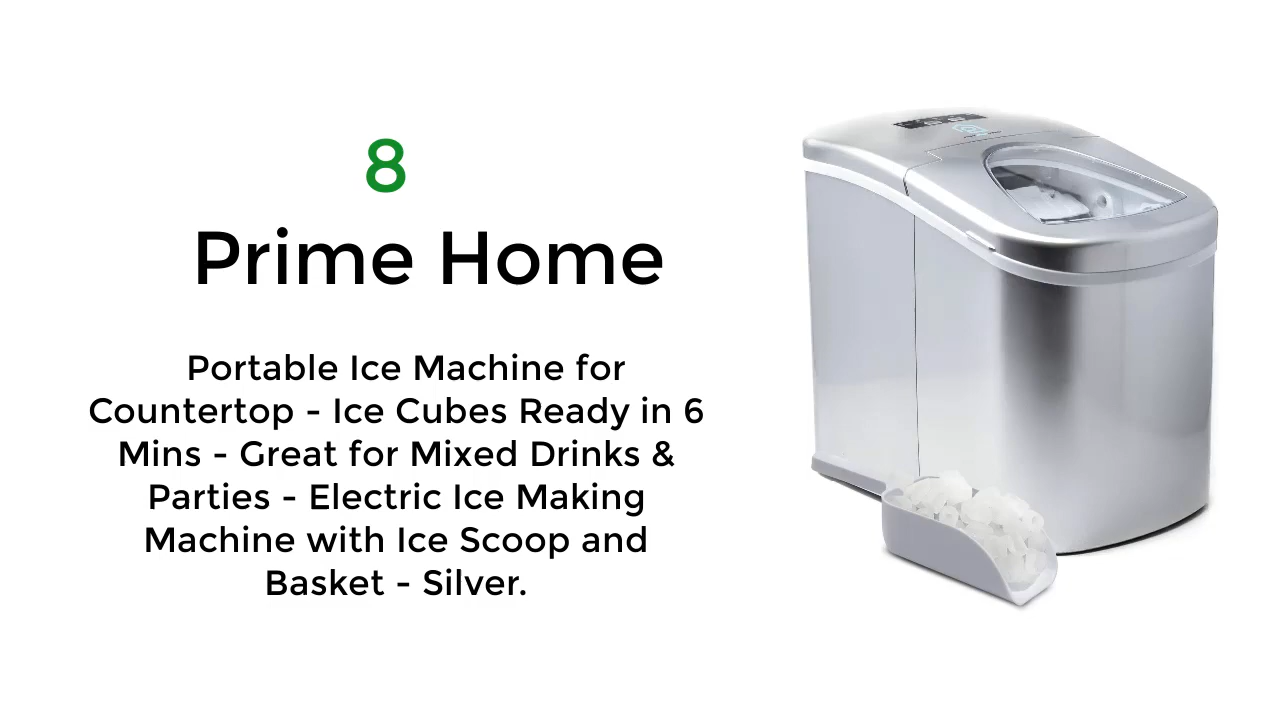 8
Prime Home
Portable Ice Machine for
Countertop - Ice Cubes Ready in 6
Mins - Great for Mixed Drinks &
Parties - Electric Ice Making
Machine with Ice Scoop and
Basket - Silver.